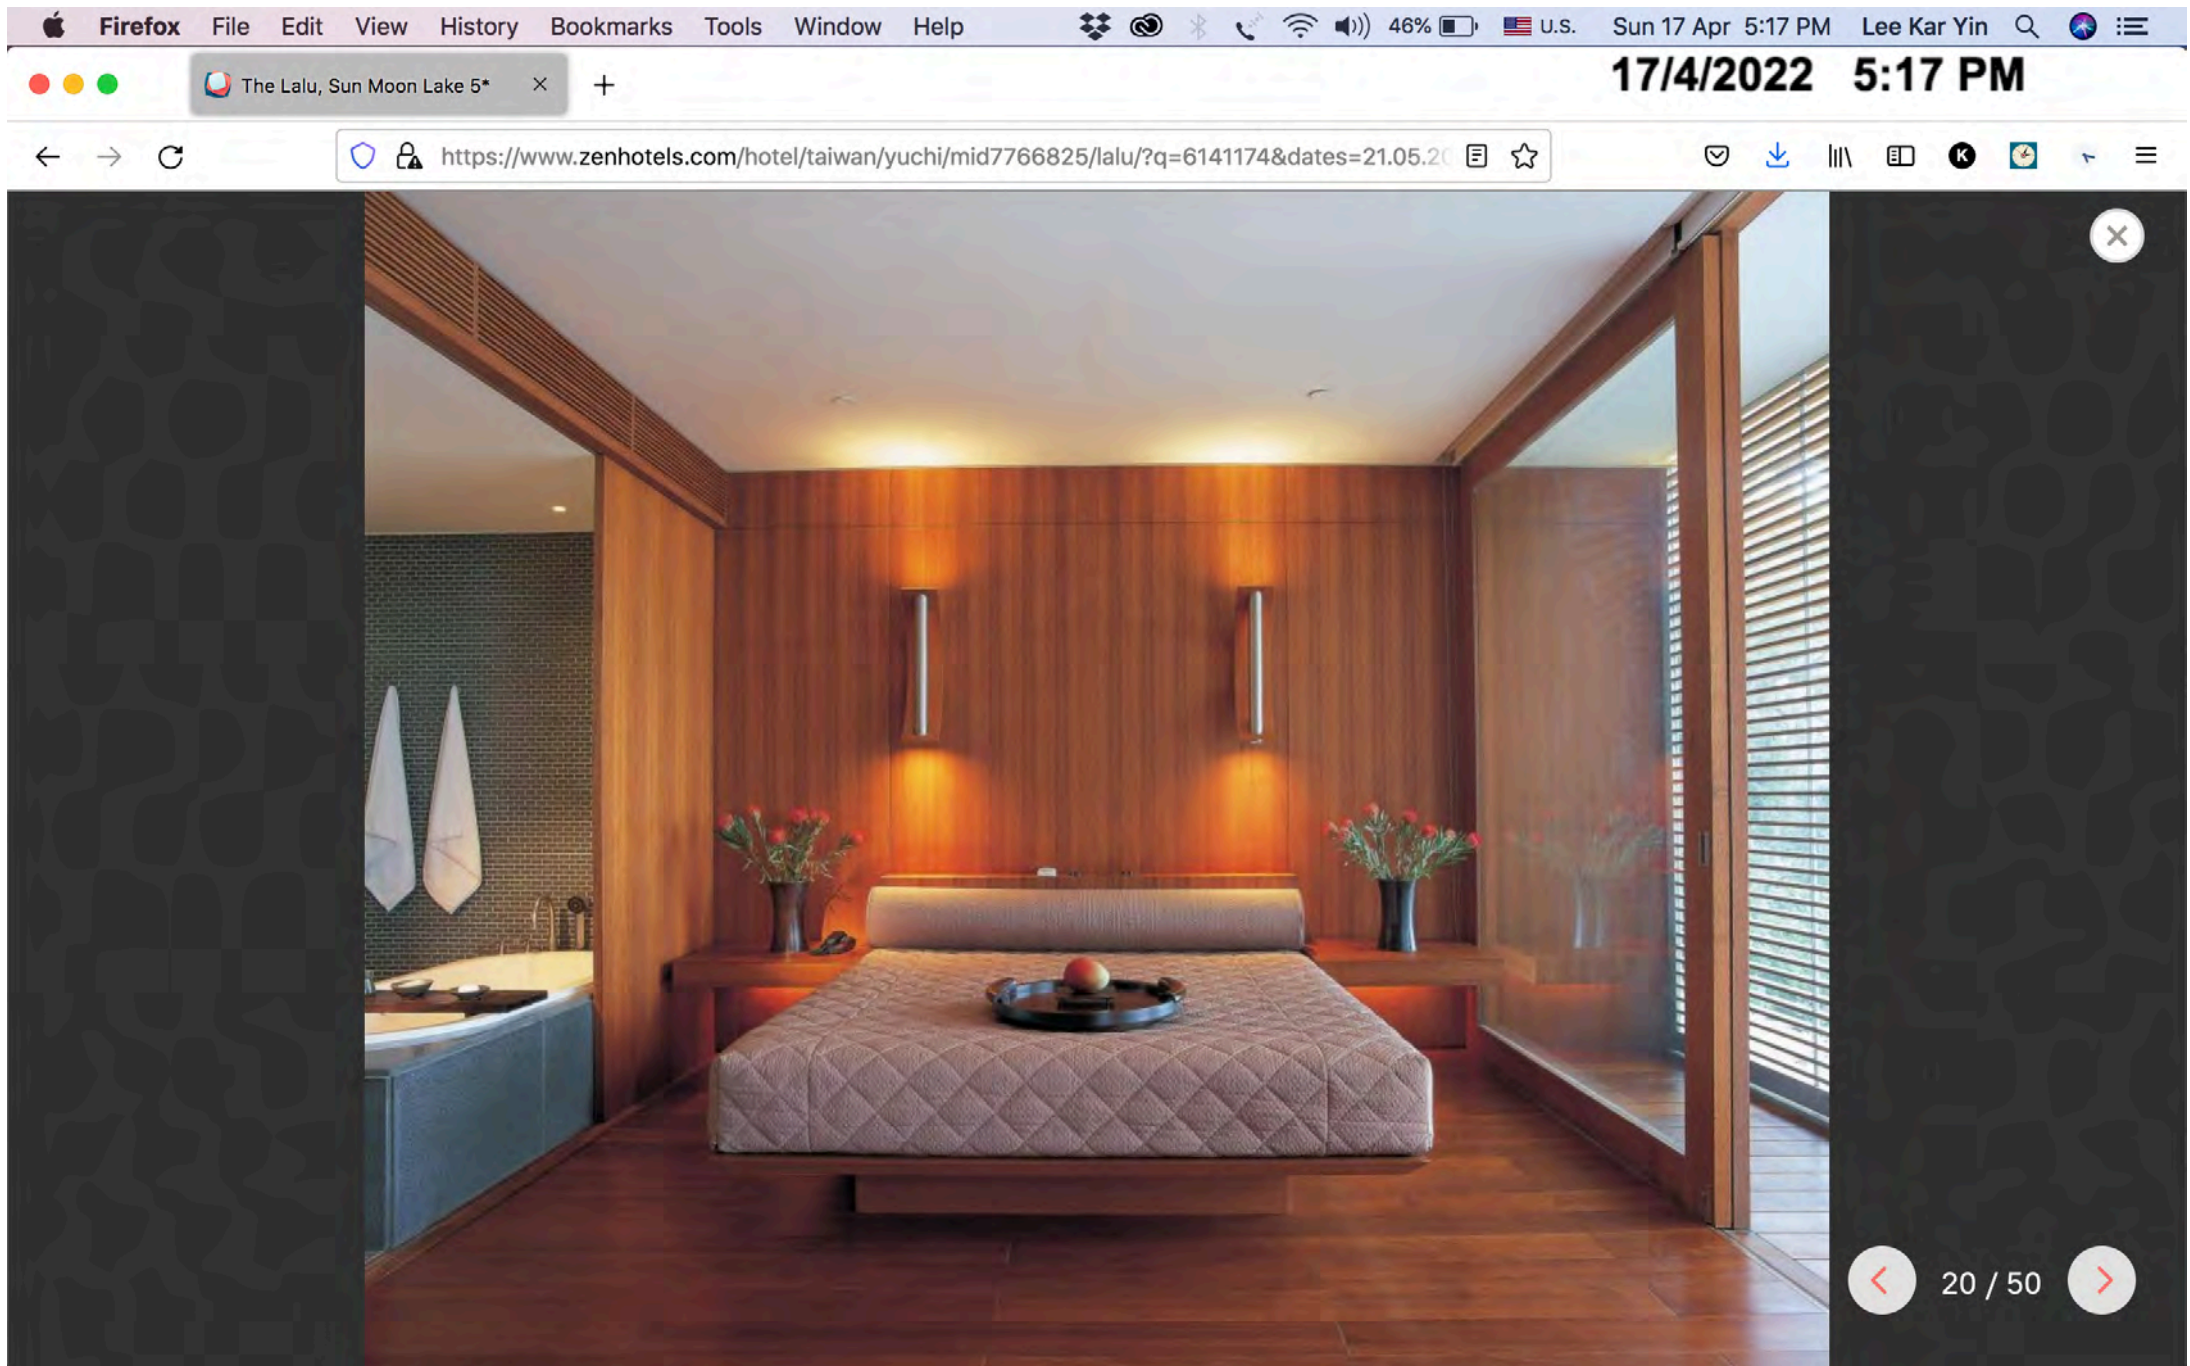 Firefox File Edit View History Bookmarks Tools Window Help 46% U.S. Sun 17 Apr 5:17 PM Lee Kar Yin
The Lalu, Sun Moon Lake 5*
17/4/2022 5:17 PM
https://www.zenhotels.com/hotel/taiwan/yuchi/mid7766825/lalu/?q=6141174&dates=21.05.20
K
20 / 50